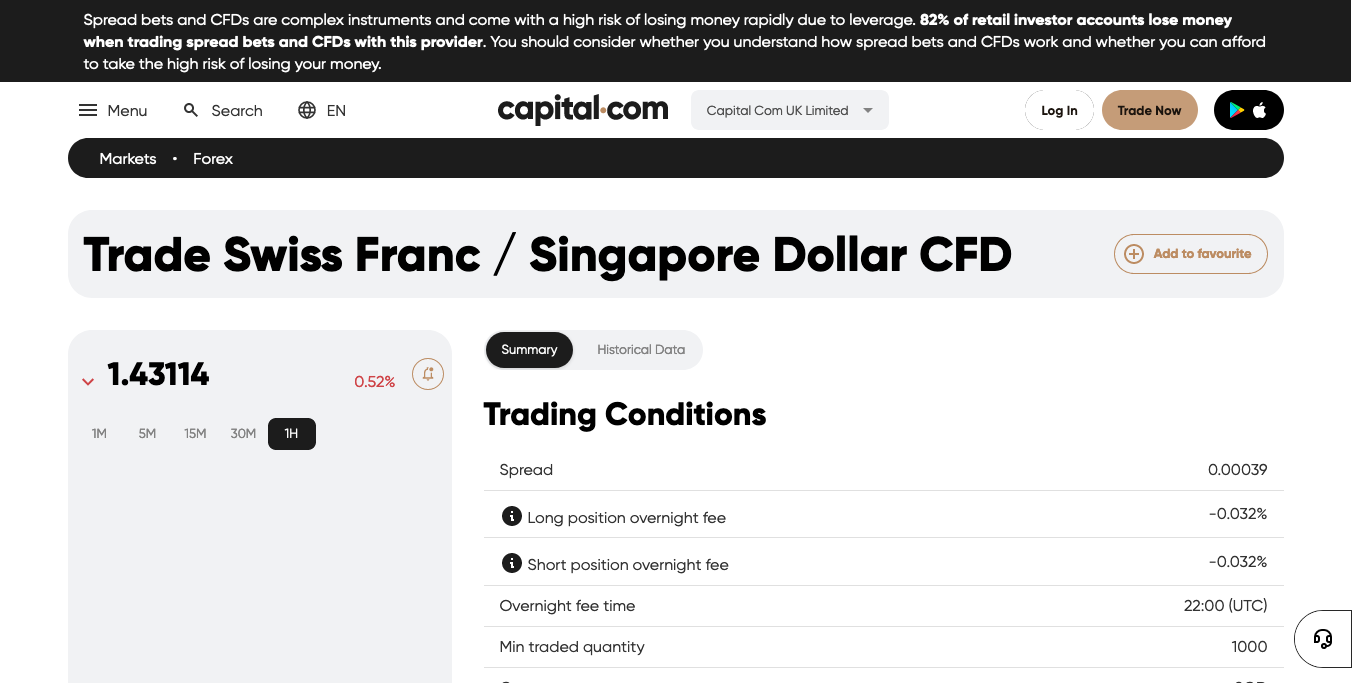 Spread bets and CFDs are complex instruments and come with a high risk of losing money rapidly due to leverage. 82% of retail investor accounts lose money
when trading spread bets and CFDs with this provider. You should consider whether you understand how spread bets and CFDs work and whether you can afford
to take the high risk of losing your money.
Menu Search EN capital.com Capital Com UK Limited Log In Trade Now
Markets • Forex
Trade Swiss Franc / Singapore Dollar CFD Add to favourite
1.43114 0.52%
1M 5M 15M 30M 1H
Summary Historical Data
Trading Conditions
Spread 0.00039
Long position overnight fee -0.032%
Short position overnight fee -0.032%
Overnight fee time 22:00 (UTC)
Min traded quantity 1000